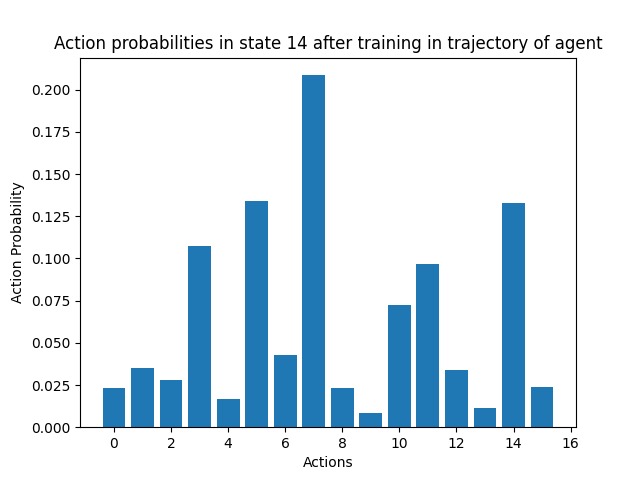 Action probabilities in state 14 after training in trajectory of agent
0.200
0.175
0.150
0.125
0.100
0.075
0.050
0.025
0.000
Action Probability
0 2 4 6 8 10 12 14 16
Actions